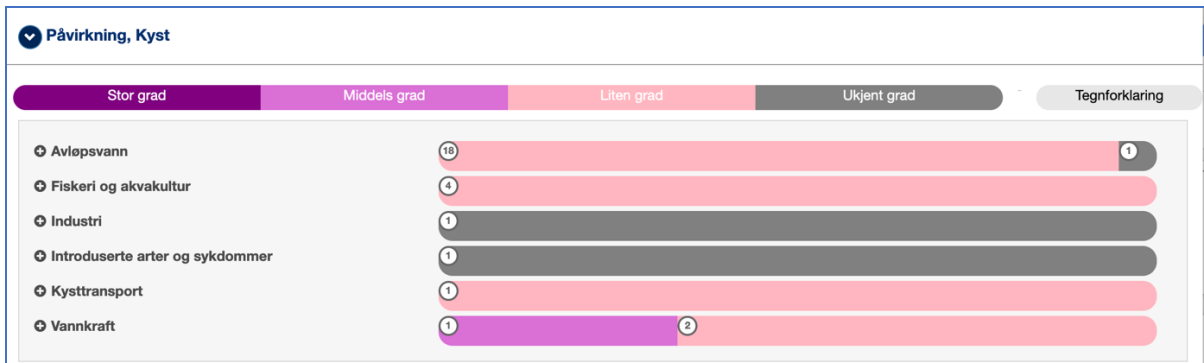 Påvirkning, Kyst
Stor grad Middels grad Liten grad Ukjent grad Tegnforklaring
Avløpsvann 18 1
Fiskeri og akvakultur 4
Industri 1
Introduserte arter og sykdommer 1
Kysttransport 1
Vannkraft 1 2